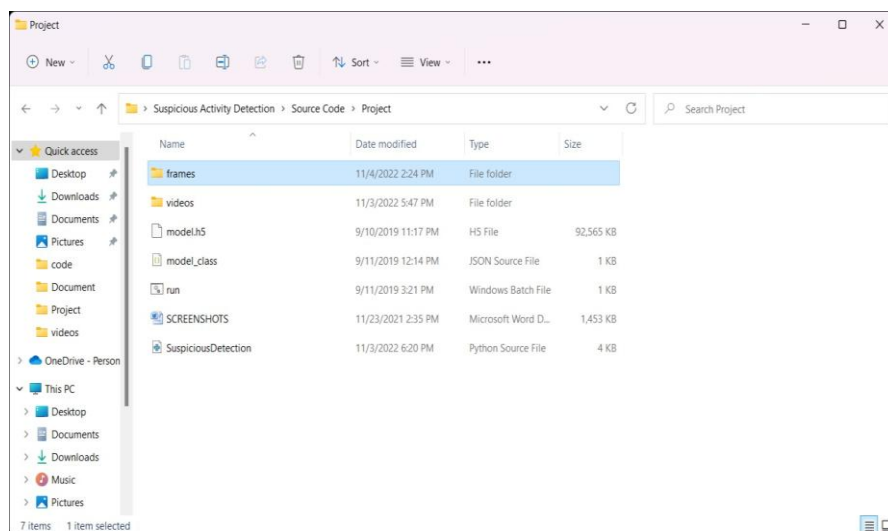 Project
New
Sort
View
Suspicious Activity Detection > Source Code > Project
Search Project
Name Date modified Type Size
Quick access
Desktop
Downloads
Documents
Pictures
code
Document
Project
videos
OneDrive - Person
This PC
Desktop
Documents
Downloads
Music
Pictures
frames 11/4/2022 2:24 PM File folder
videos 11/3/2022 5:47 PM File folder
model.h5 9/10/2019 11:17 PM H5 File 92,565 KB
model_class 9/11/2019 12:14 PM JSON Source File 1 KB
run 9/11/2019 3:21 PM Windows Batch File 1 KB
SCREENSHOTS 11/23/2021 2:35 PM Microsoft Word D... 1,453 KB
SuspiciousDetection 11/3/2022 6:20 PM Python Source File 4 KB
7 items 1 item selected